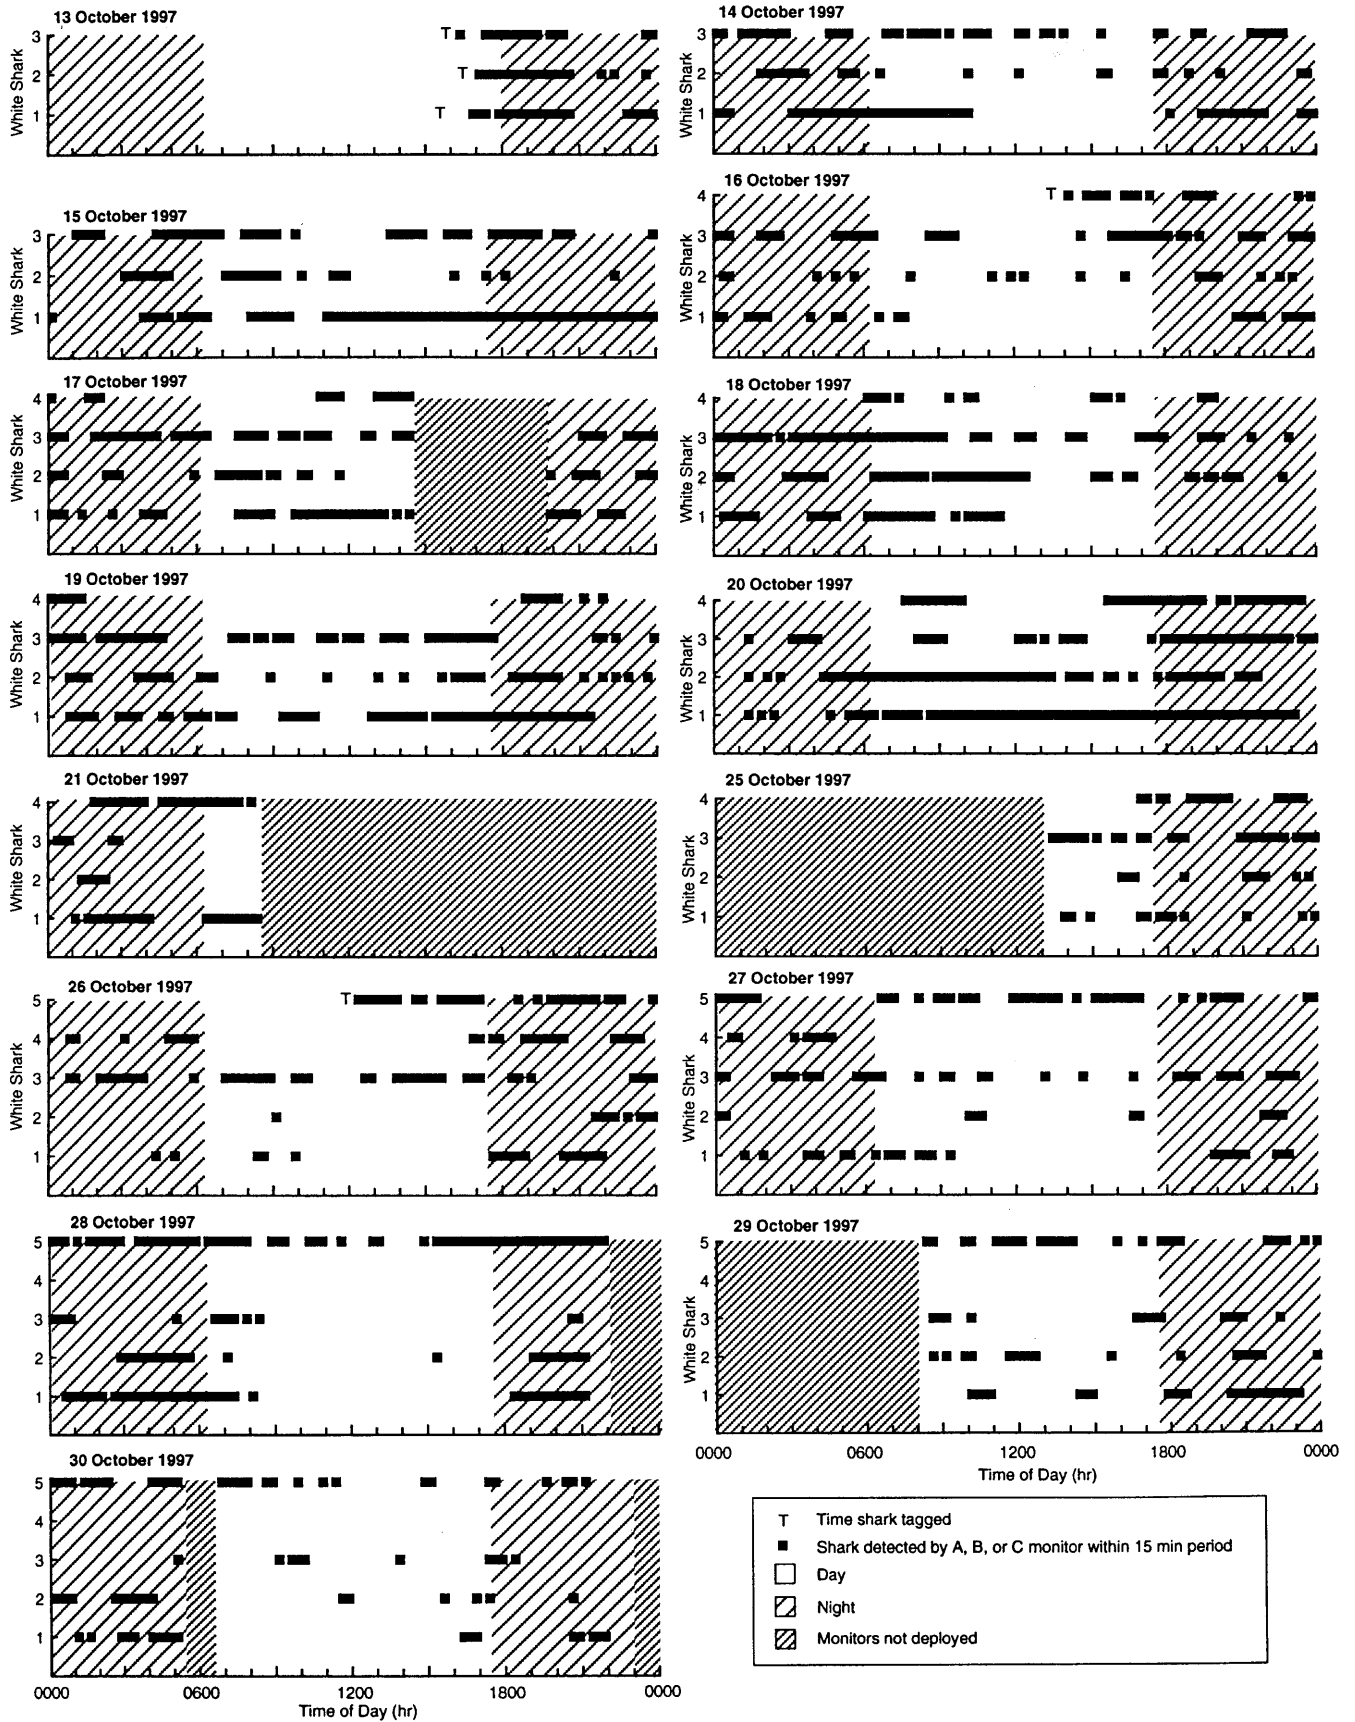 13 October 1997
White Shark
3
2
1
T
T
T
14 October 1997
White Shark
3
2
1
15 October 1997
White Shark
3
2
1
16 October 1997
White Shark
4
3
2
1
T
17 October 1997
White Shark
4
3
2
1
18 October 1997
White Shark
4
3
2
1
19 October 1997
White Shark
4
3
2
1
20 October 1997
White Shark
4
3
2
1
21 October 1997
White Shark
4
3
2
1
25 October 1997
White Shark
4
3
2
1
26 October 1997
White Shark
5
4
3
2
1
T
27 October 1997
White Shark
5
4
3
2
1
28 October 1997
White Shark
5
4
3
2
1
29 October 1997
White Shark
5
4
3
2
1
0000 0600 1200 1800 0000
Time of Day (hr)
30 October 1997
White Shark
5
4
3
2
1
0000 0600 1200 1800 0000
Time of Day (hr)
T Time shark tagged
Shark detected by A, B, or C monitor within 15 min period
Day
Night
Monitors not deployed